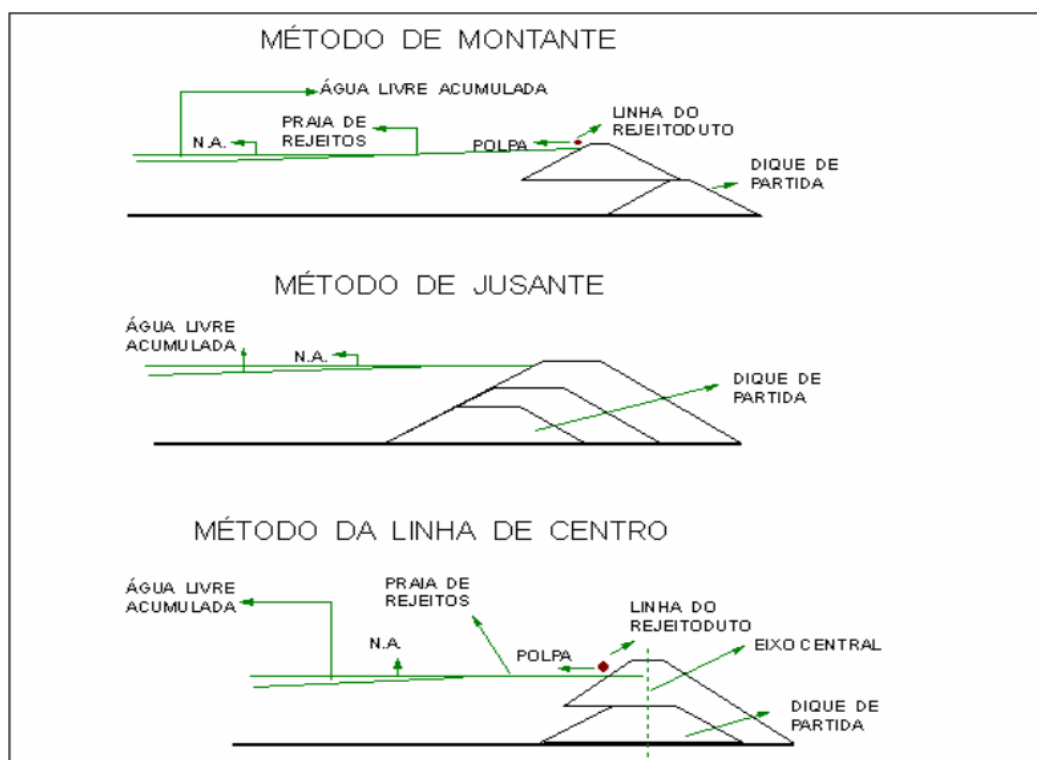 MÉTODO DE MONTANTE
ÁGUA LIVRE ACUMULADA
LINHA DO
REJEITODUTO
PRAIA DE
REJEITOS
N.A.
POLPA
DIQUE DE
PARTIDA
MÉTODO DE JUSANTE
ÁGUA LIVRE
ACUMULADA
N.A.
DIQUE DE
PARTIDA
MÉTODO DA LINHA DE CENTRO
ÁGUA LIVRE
ACUMULADA
PRAIA DE
REJEITOS
LINHA DO
REJEITODUTO
N.A.
POLPA
EIXO CENTRAL
DIQUE DE
PARTIDA